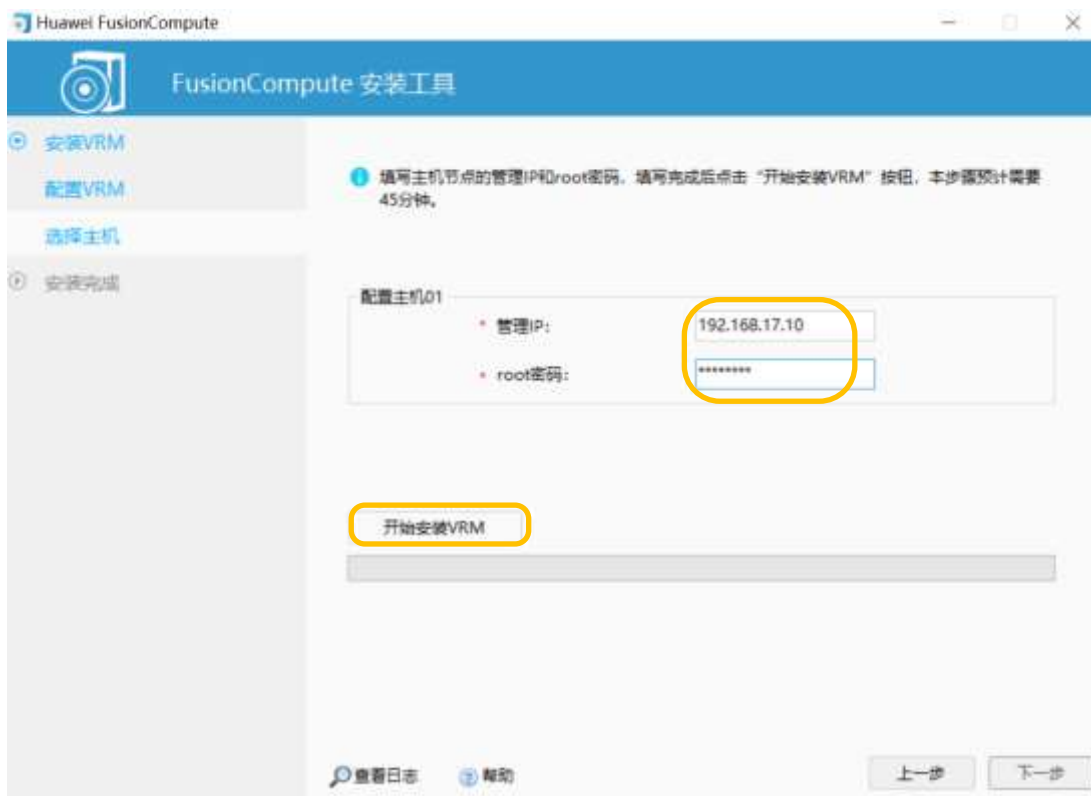 Huawei FusionCompute
FusionCompute 安装工具
安装VRM
配置VRM
选择主机
安装完成
填写主机节点的管理IP和root密码，填写完成后点击“开始安装VRM”按钮，本步骤预计需要
45分钟。
配置主机01
* 管理IP: 192.168.17.10
* root密码: ********
开始安装VRM
查看日志 帮助 上一步 下一步